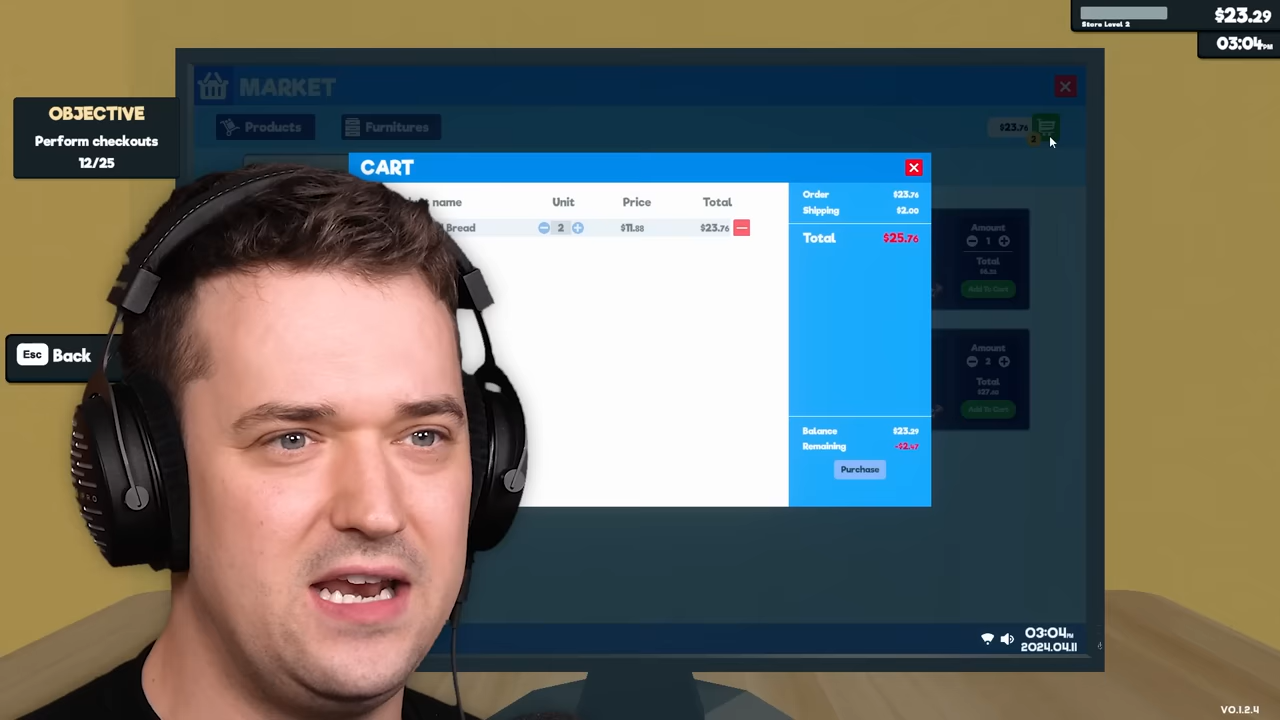 $23.29
Store Level 2
03:04PM
OBJECTIVE
Perform checkouts
12/25
MARKET
Products
Furnitures
$23.76
2
CART
name
Unit
Price
Total
Bread
2
$11.88
$23.76
Order
$23.76
Shipping
$2.00
Total
$25.76
Balance
$23.29
Remaining
-$2.47
Purchase
Amount
1
Total
Add To Cart
Amount
2
Total
Add To Cart
Esc
Back
03:04PM
2024.04.11
V0.1.2.4